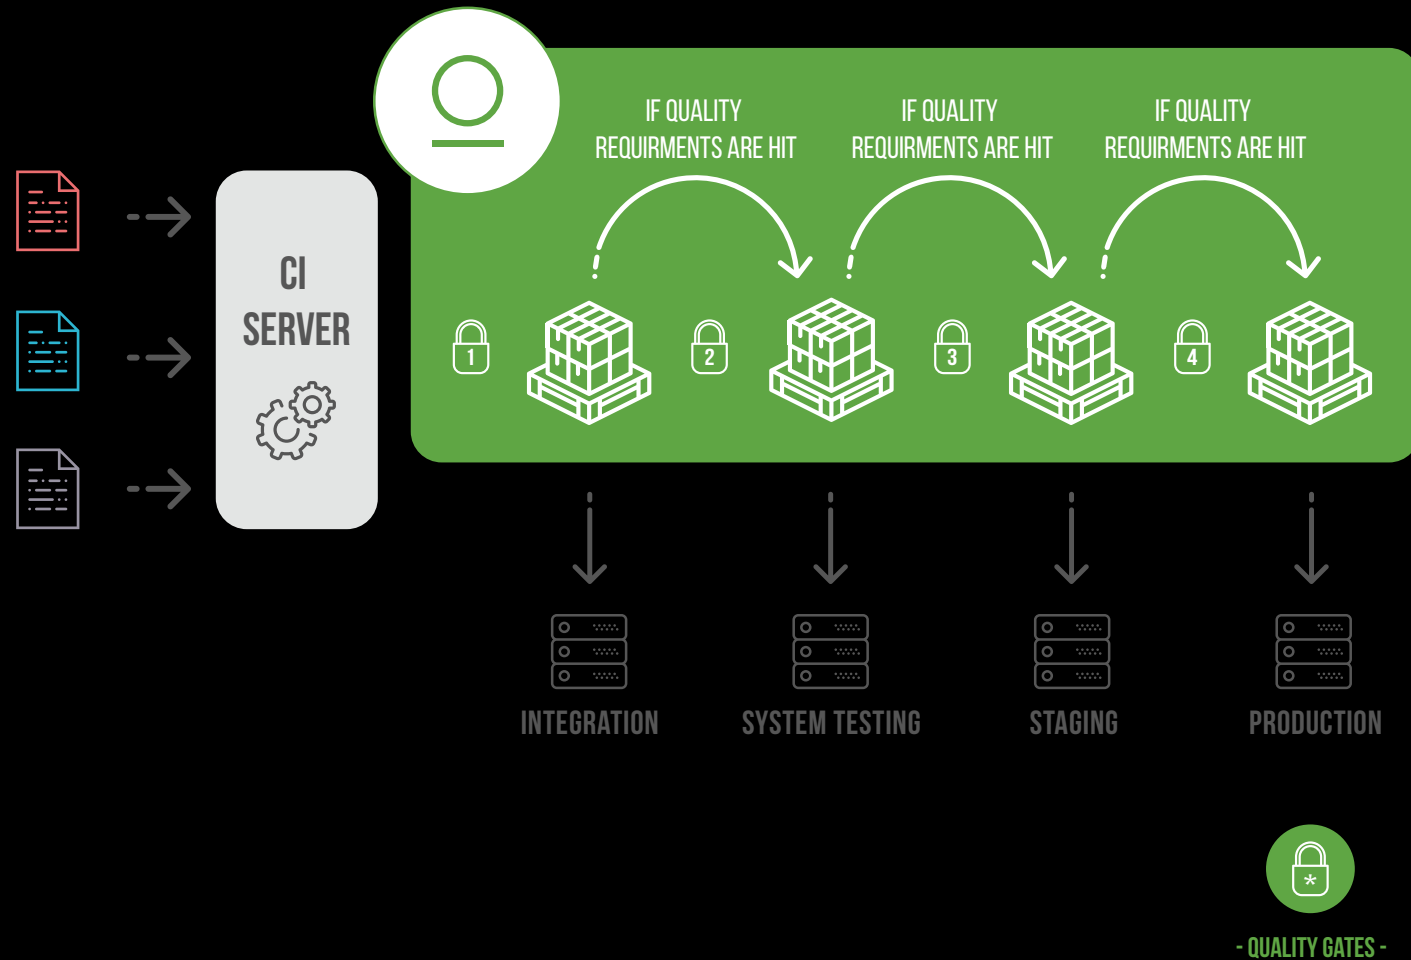 IF QUALITY
REQUIRMENTS ARE HIT
IF QUALITY
REQUIRMENTS ARE HIT
IF QUALITY
REQUIRMENTS ARE HIT
CI
SERVER
1
2
3
4
INTEGRATION
SYSTEM TESTING
STAGING
PRODUCTION
*
- QUALITY GATES -